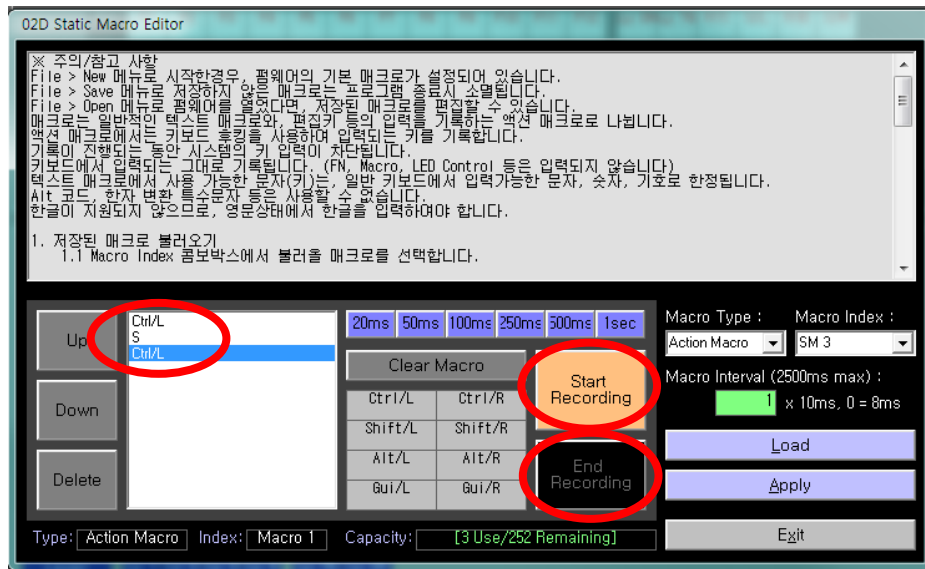 02D Static Macro Editor
※ 주의/참고 사항
File > New 메뉴로 시작한경우, 펌웨어의 기본 매크로가 설정되어 있습니다.
File > Save 메뉴로 저장하지 않은 매크로는 프로그램 종료시 소멸됩니다.
File > Open 메뉴로 펌웨어를 열었다면, 저장된 매크로를 편집할 수 있습니다.
매크로는 일반적인 텍스트 매크로와, 편집키 등의 입력을 기록하는 액션 매크로로 나뉩니다.
액션 매크로에서는 키보드 후킹을 사용하여 입력되는 키를 기록합니다.
기록이 진행되는 동안 시스템의 키 입력이 차단됩니다.
키보드에서 입력되는 그대로 기록됩니다. (FN, Macro, LED Control 등은 입력되지 않습니다)
텍스트 매크로에서 사용 가능한 문자(키)는, 일반 키보드에서 입력가능한 문자, 숫자, 기호로 한정됩니다.
Alt 코드, 한자 변환 특수문자 등은 사용할 수 없습니다.
한글이 지원되지 않으므로, 영문상태에서 한글을 입력하여야 합니다.
1. 저장된 매크로 불러오기
1.1 Macro Index 콤보박스에서 불러올 매크로를 선택합니다.
Up
Down
Delete
Ctrl/L
S
Ctrl/L
20ms 50ms 100ms 250ms 500ms 1sec
Clear Macro
Ctrl/L Ctrl/R
Shift/L Shift/R
Alt/L Alt/R
Gui/L Gui/R
Start
Recording
End
Recording
Macro Type : Macro Index :
Action Macro SM 3
Macro Interval (2500ms max) :
1 x 10ms, 0 = 8ms
Load
Apply
Exit
Type: Action Macro Index: Macro 1 Capacity: [3 Use/252 Remaining]